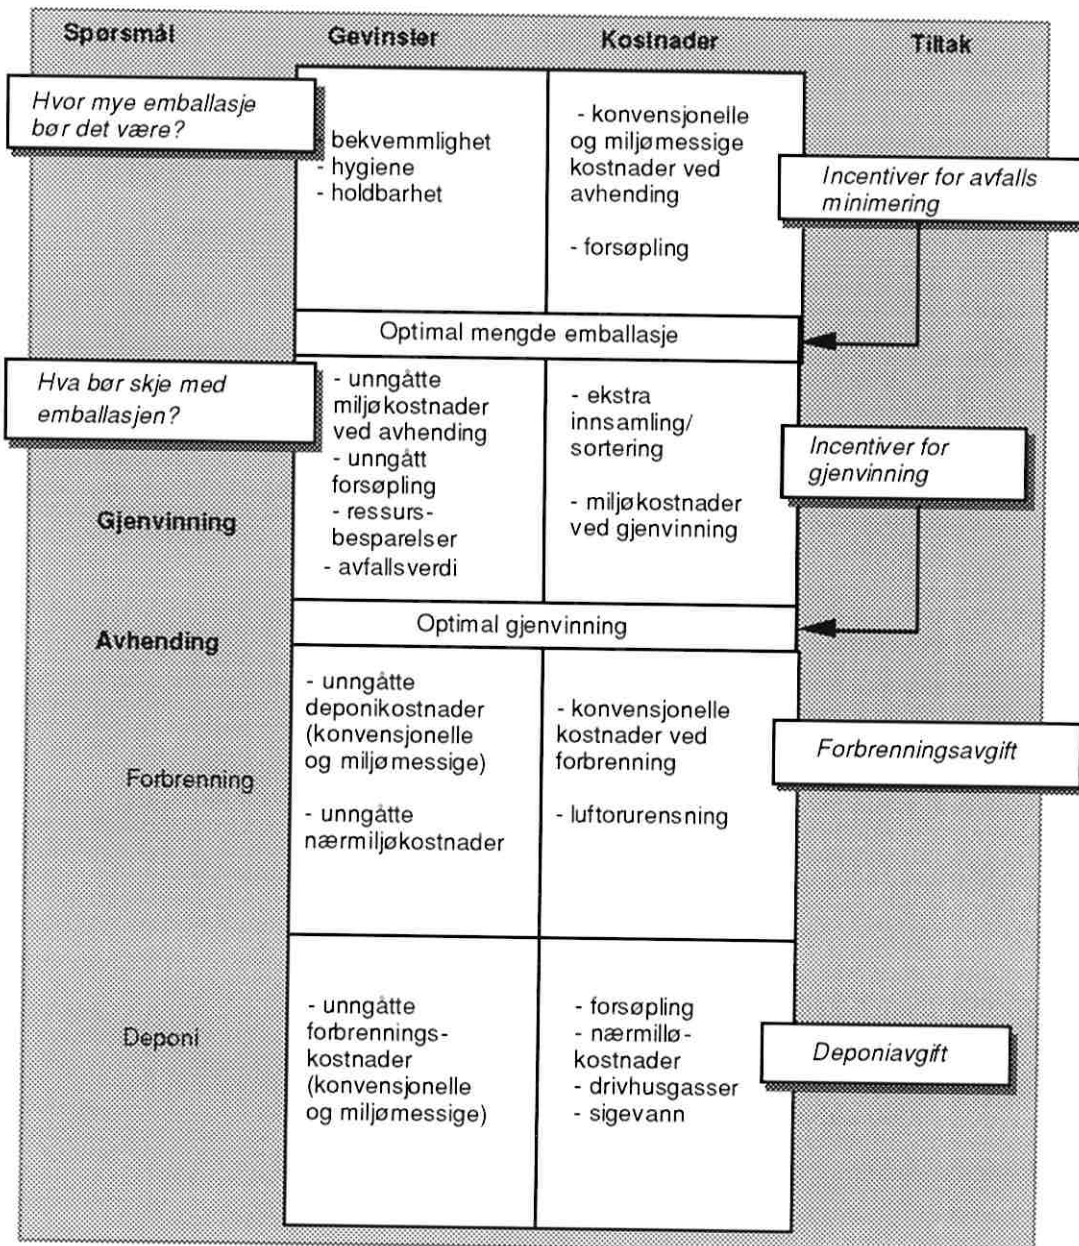 Spørsmål
Gevinster
Kostnader
Tiltak
Hvor mye emballasje
bør det være?
bekvemmlighet
- hygiene
- holdbarhet
- konvensjonelle
og miljømessige
kostnader ved
avhending
- forsøpling
Incentiver for avfalls
minimering
Optimal mengde emballasje
Hva bør skje med
emballasjen?
Gjenvinning
- unngåtte
miljøkostnader
ved avhending
- unngått
forsøpling
- ressurs-
besparelser
- avfallsverdi
- ekstra
innsamling/
sortering
- miljøkostnader
ved gjenvinning
Incentiver for
gjenvinning
Optimal gjenvinning
Avhending
Forbrenning
- unngåtte
deponikostnader
(konvensjonelle
og miljømessige)
- unngåtte
nærmiljøkostnader
- konvensjonelle
kostnader ved
forbrenning
- luftorurensning
Forbrenningsavgift
Deponi
- unngåtte
forbrennings-
kostnader
(konvensjonelle
og miljømessige)
- forsøpling
- nærmillø-
kostnader
- drivhusgasser
- sigevann
Deponiavgift